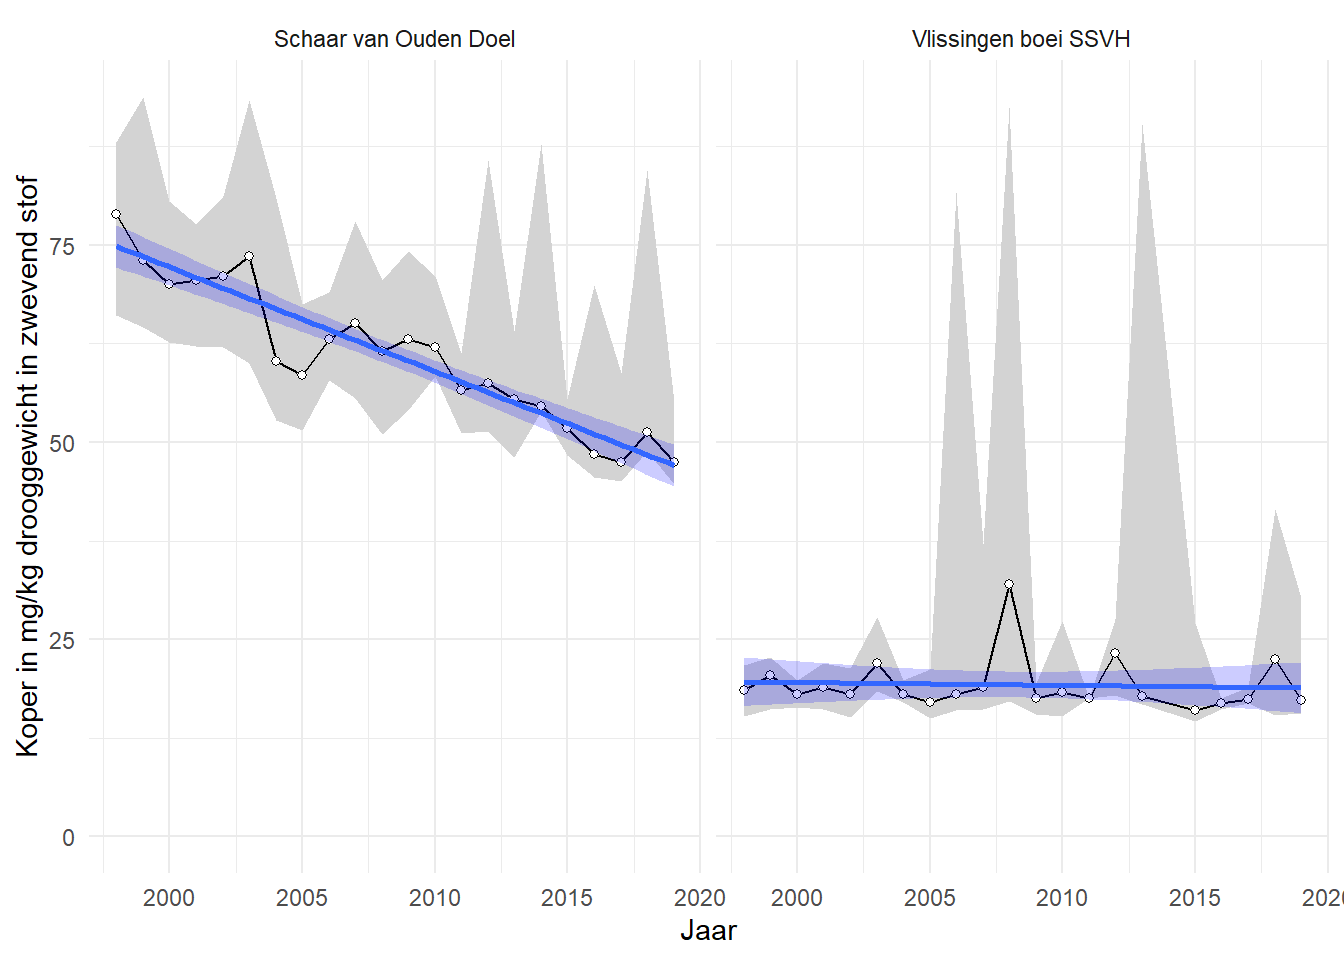 Schaar van Ouden Doel
Vlissingen boei SSVH
Koper in mg/kg drooggewicht in zwevend stof
75
50
25
0
2000 2005 2010 2015 2020
2000 2005 2010 2015 2020
Jaar